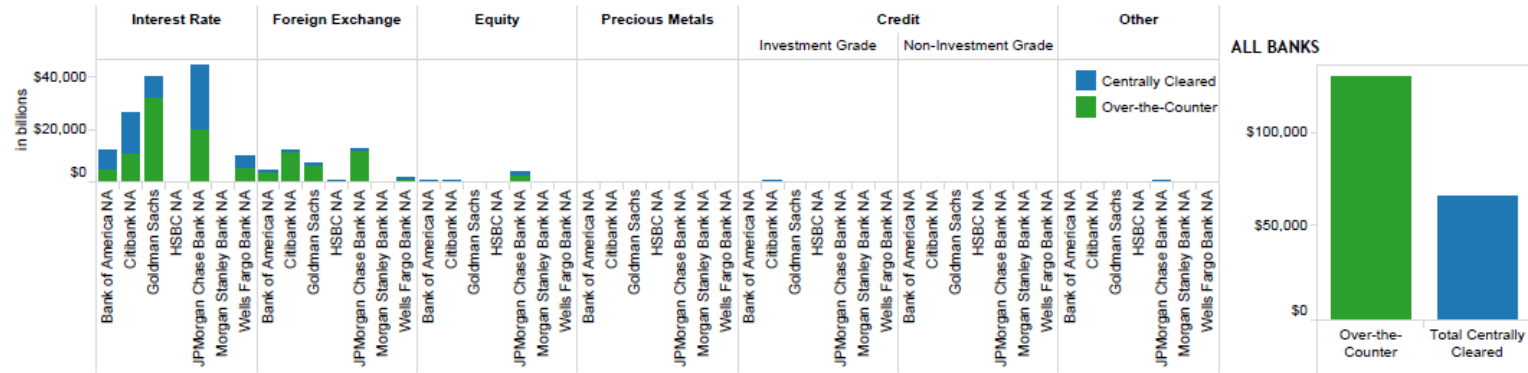 Interest Rate
Foreign Exchange
Equity
Precious Metals
Credit
Other
Investment Grade
Non-Investment Grade
in billions
$40,000
$20,000
$0
Centrally Cleared
Over-the-Counter
Bank of America NA
Citibank NA
Goldman Sachs
HSBC NA
JPMorgan Chase Bank NA
Morgan Stanley Bank NA
Wells Fargo Bank NA
Bank of America NA
Citibank NA
Goldman Sachs
HSBC NA
JPMorgan Chase Bank NA
Morgan Stanley Bank NA
Wells Fargo Bank NA
Bank of America NA
Citibank NA
Goldman Sachs
HSBC NA
JPMorgan Chase Bank NA
Morgan Stanley Bank NA
Wells Fargo Bank NA
Bank of America NA
Citibank NA
Goldman Sachs
HSBC NA
JPMorgan Chase Bank NA
Morgan Stanley Bank NA
Wells Fargo Bank NA
Bank of America NA
Citibank NA
Goldman Sachs
HSBC NA
JPMorgan Chase Bank NA
Morgan Stanley Bank NA
Wells Fargo Bank NA
Bank of America NA
Citibank NA
Goldman Sachs
HSBC NA
JPMorgan Chase Bank NA
Morgan Stanley Bank NA
Wells Fargo Bank NA
Bank of America NA
Citibank NA
Goldman Sachs
HSBC NA
JPMorgan Chase Bank NA
Morgan Stanley Bank NA
Wells Fargo Bank NA
ALL BANKS
$100,000
$50,000
$0
Over-the-
Counter
Total Centrally
Cleared